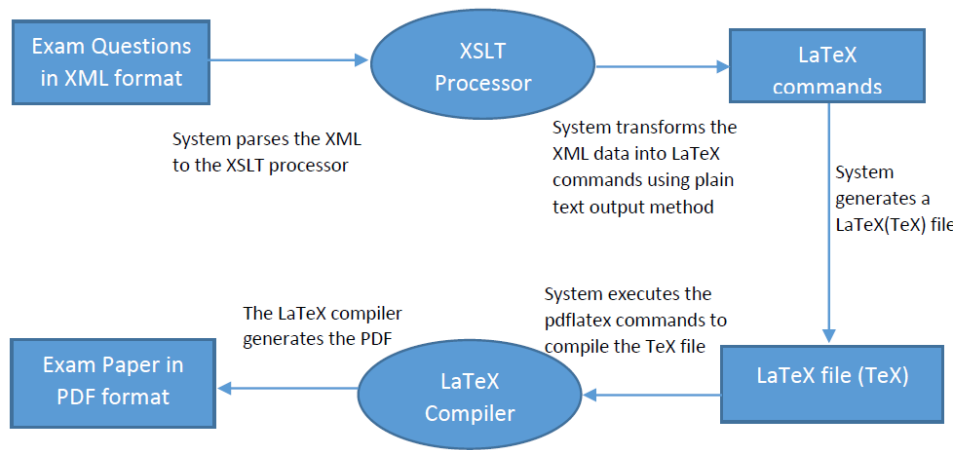 Exam Questions
in XML format
XSLT
Processor
LaTeX
commands
System parses the XML
to the XSLT processor
System transforms the
XML data into LaTeX
commands using plain
text output method
System
generates a
LaTeX(TeX) file
The LaTeX compiler
generates the PDF
System executes the
pdflatex commands to
compile the TeX file
Exam Paper in
PDF format
LaTeX
Compiler
LaTeX file (TeX)